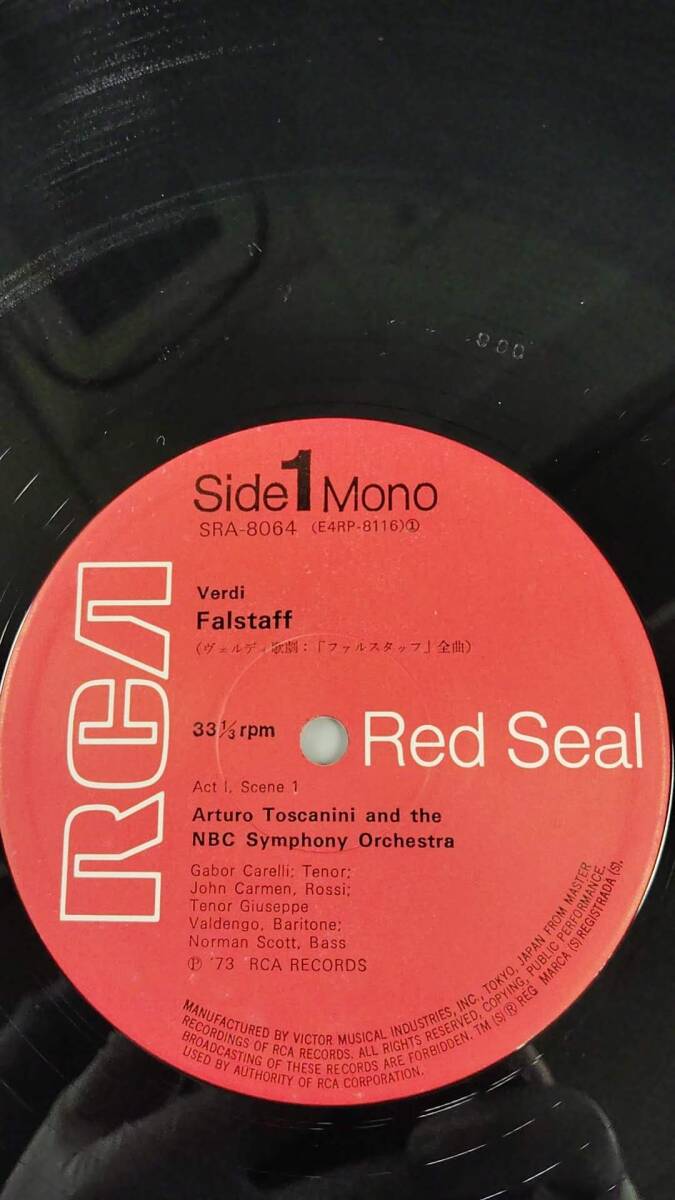 Side 1 Mono
SRA-8064 (E4RP-8116)①
Verdi
Falstaff
(ヴェルディ歌劇:「ファルスタッフ」全曲)
33 1/3 rpm
RCA
Red Seal
Act I, Scene 1
Arturo Toscanini and the
NBC Symphony Orchestra
Gabor Carelli; Tenor;
John Carmen, Rossi;
Tenor Giuseppe
Valdengo, Baritone;
Norman Scott, Bass
℗ '73 RCA RECORDS
MANUFACTURED BY VICTOR MUSICAL INDUSTRIES, INC., TOKYO, JAPAN FROM MASTER
RECORDINGS OF RCA RECORDS. ALL RIGHTS RESERVED, COPYING, PUBLIC PERFORMANCE,
BROADCASTING OF THESE RECORDS ARE FORBIDDEN. TM (S) ® REG MARCA (S) REGISTRADA (S).
USED BY AUTHORITY OF RCA CORPORATION.